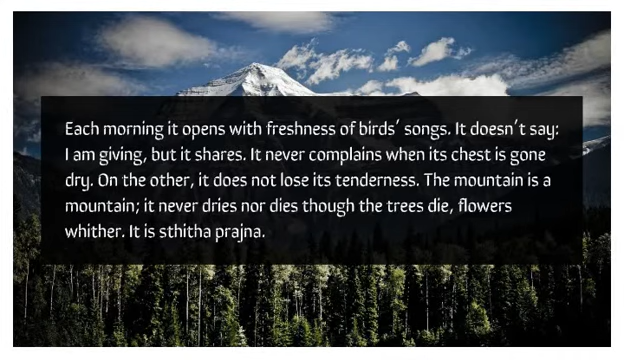 Each morning it opens with freshness of birds' songs. It doesn't say:
I am giving, but it shares. It never complains when its chest is gone
dry. On the other, it does not lose its tenderness. The mountain is a
mountain; it never dries nor dies though the trees die, flowers
whither. It is sthitha prajna.